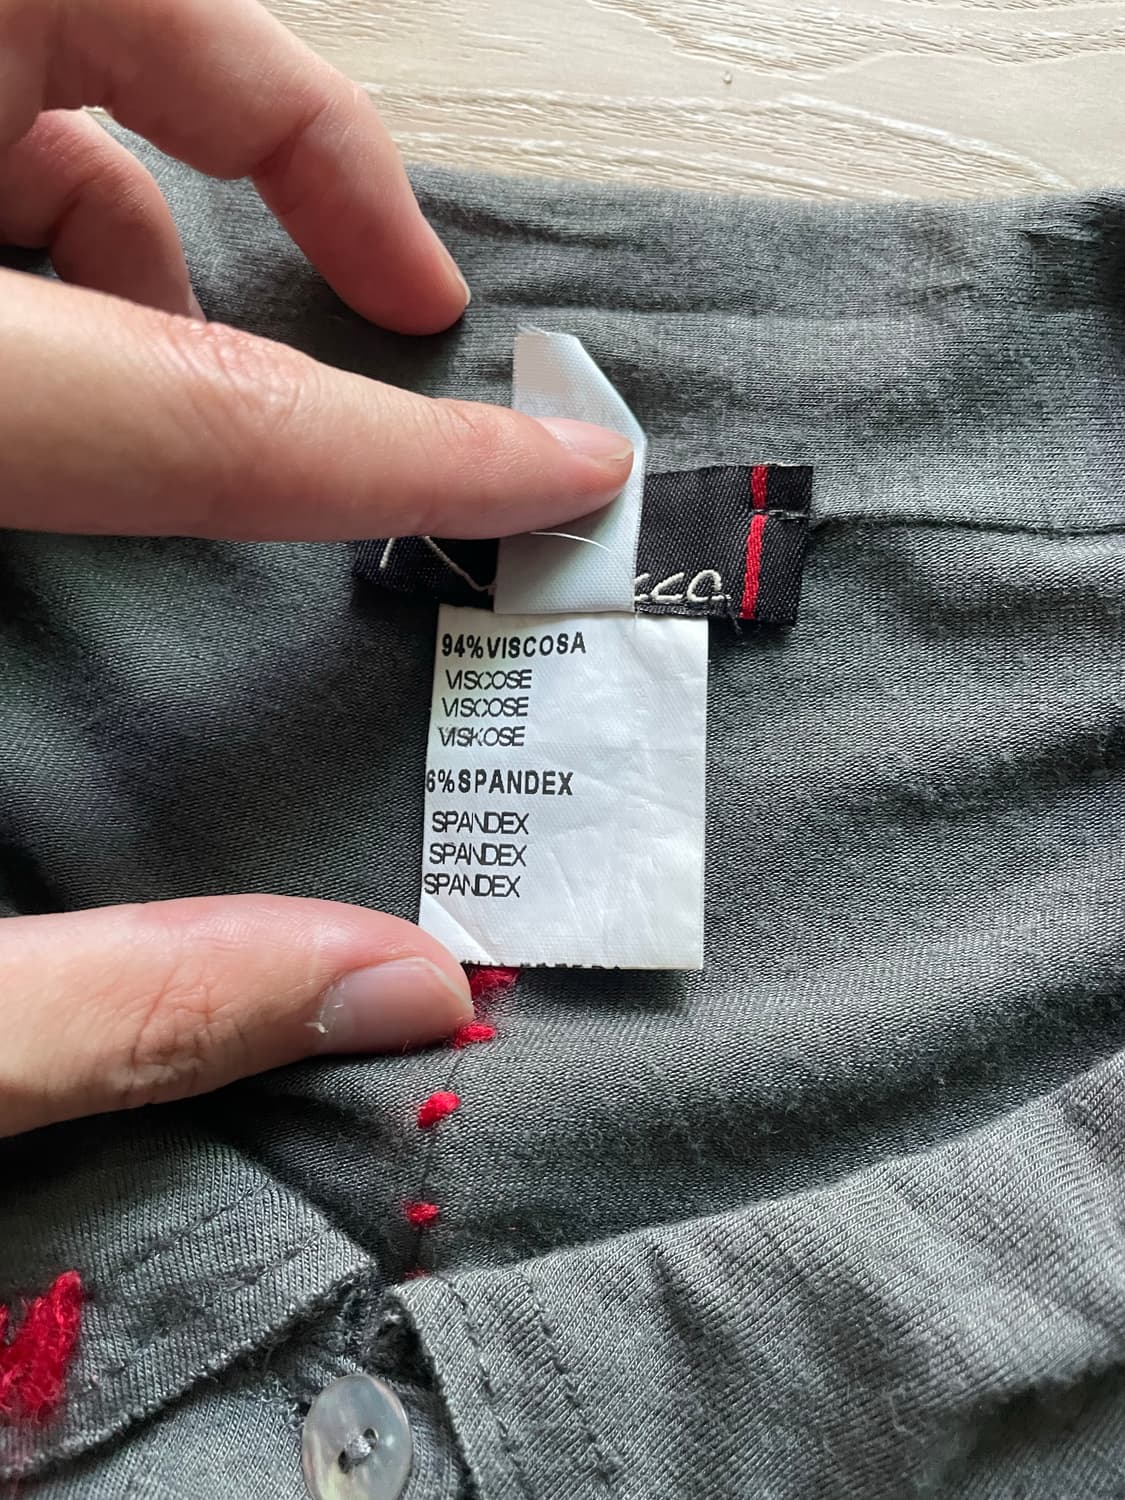 94% VISCOSA
VISCOSE
VISCOSE
VISKOSE
6% SPANDEX
SPANDEX
SPANDEX
SPANDEX